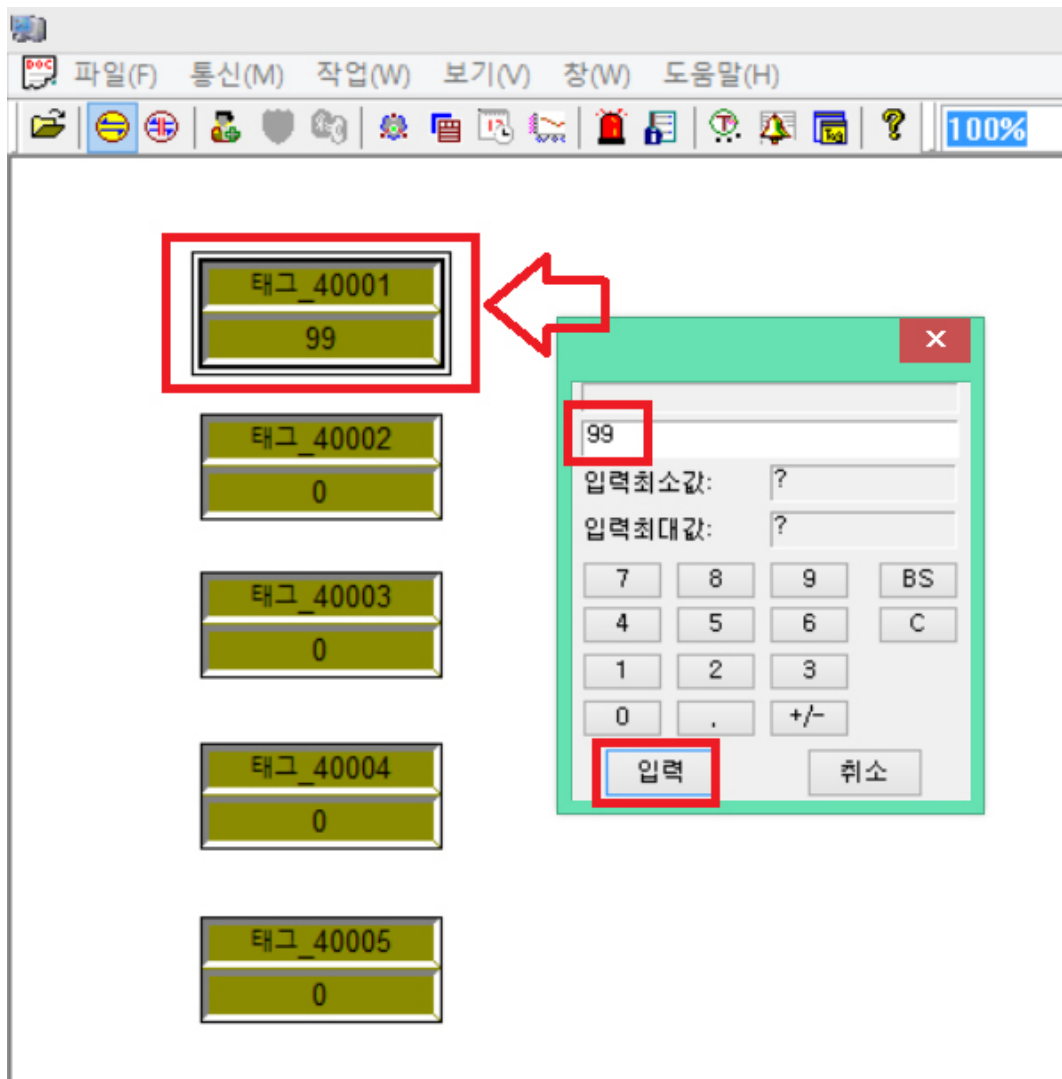 파일(F) 통신(M) 작업(W) 보기(V) 창(W) 도움말(H)
100%
태그_40001
99
태그_40002
0
태그_40003
0
태그_40004
0
태그_40005
0
99
입력최소값: ?
입력최대값: ?
7 8 9 BS
4 5 6 C
1 2 3
0 . +/-
입력 취소